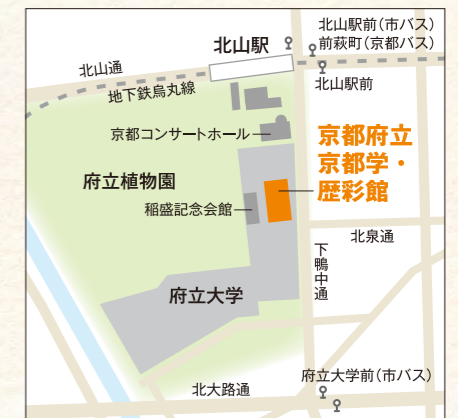 北山駅前(市バス)
前萩町(京都バス)
北山駅
北山通
地下鉄烏丸線
北山駅前
京都コンサートホール
京都府立
京都学・
歴彩館
府立植物園
稲盛記念会館
北泉通
下鴨中通
府立大学
府立大学前(市バス)
北大路通